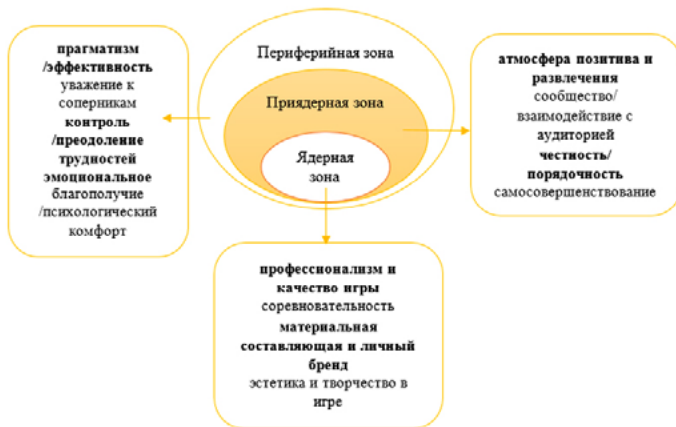 прагматизм
/эффективность
уважение к
соперникам
контроль
/преодоление
трудностей
эмоциональное
благополучие
/психологический
комфорт
Периферийная зона
Приядерная зона
Ядерная
зона
атмосфера позитива и
развлечения
сообщество/
взаимодействие с
аудиторией
честность/
порядочность
самосовершенствование
профессионализм и
качество игры
соревновательность
материальная
составляющая и личный
бренд
эстетика и творчество в
игре